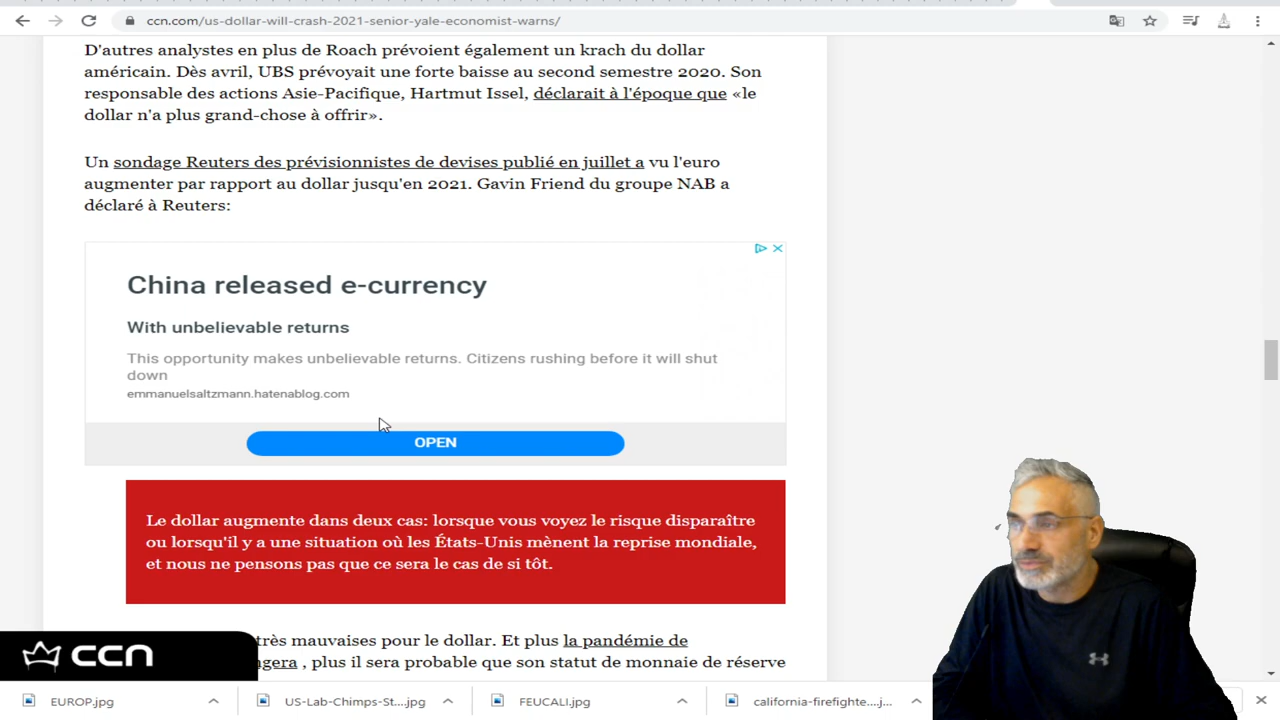 ccn.com/us-dollar-will-crash-2021-senior-yale-economist-warns/
D'autres analystes en plus de Roach prévoient également un krach du dollar
américain. Dès avril, UBS prévoyait une forte baisse au second semestre 2020. Son
responsable des actions Asie-Pacifique, Hartmut Issel, déclarait à l'époque que «le
dollar n'a plus grand-chose à offrir».
Un sondage Reuters des prévisionnistes de devises publié en juillet a vu l'euro
augmenter par rapport au dollar jusqu'en 2021. Gavin Friend du groupe NAB a
déclaré à Reuters:
China released e-currency
With unbelievable returns
This opportunity makes unbelievable returns. Citizens rushing before it will shut
down
emmanuelsaltzmann.hatenablog.com
OPEN
Le dollar augmente dans deux cas: lorsque vous voyez le risque disparaître
ou lorsqu'il y a une situation où les États-Unis mènent la reprise mondiale,
et nous ne pensons pas que ce sera le cas de si tôt.
très mauvaises pour le dollar. Et plus la pandémie de
ngera , plus il sera probable que son statut de monnaie de réserve
ccn
EUROP.jpg
US-Lab-Chimps-St....jpg
FEUCALI.jpg
california-firefighte....j...